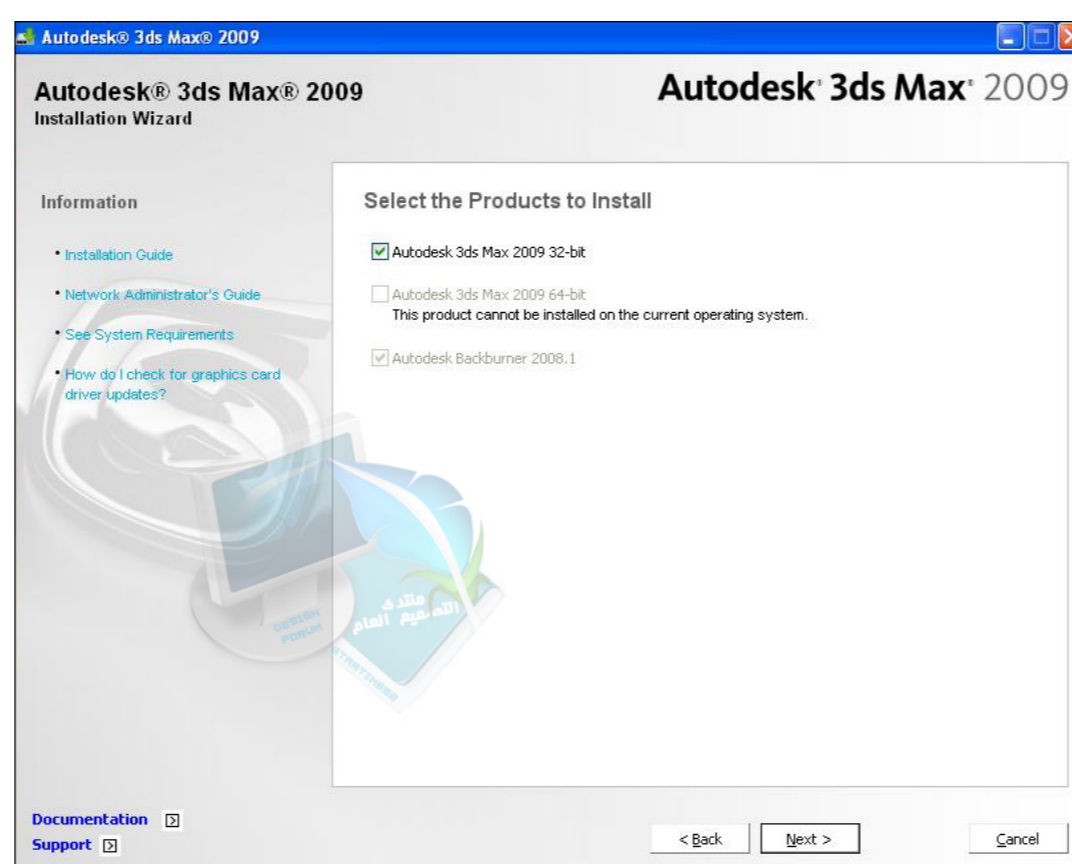 Autodesk® 3ds Max® 2009
Autodesk® 3ds Max® 2009
Installation Wizard
Autodesk® 3ds Max® 2009
Information
• Installation Guide
• Network Administrator's Guide
• See System Requirements
• How do I check for graphics card
driver updates?
Select the Products to Install
Autodesk 3ds Max 2009 32-bit
Autodesk 3ds Max 2009 64-bit
This product cannot be installed on the current operating system.
Autodesk Backburner 2008.1
DESIGN
FORUM
منتدى
التصميم العام
STARTIMES2
Documentation
Support
< Back
Next >
Cancel